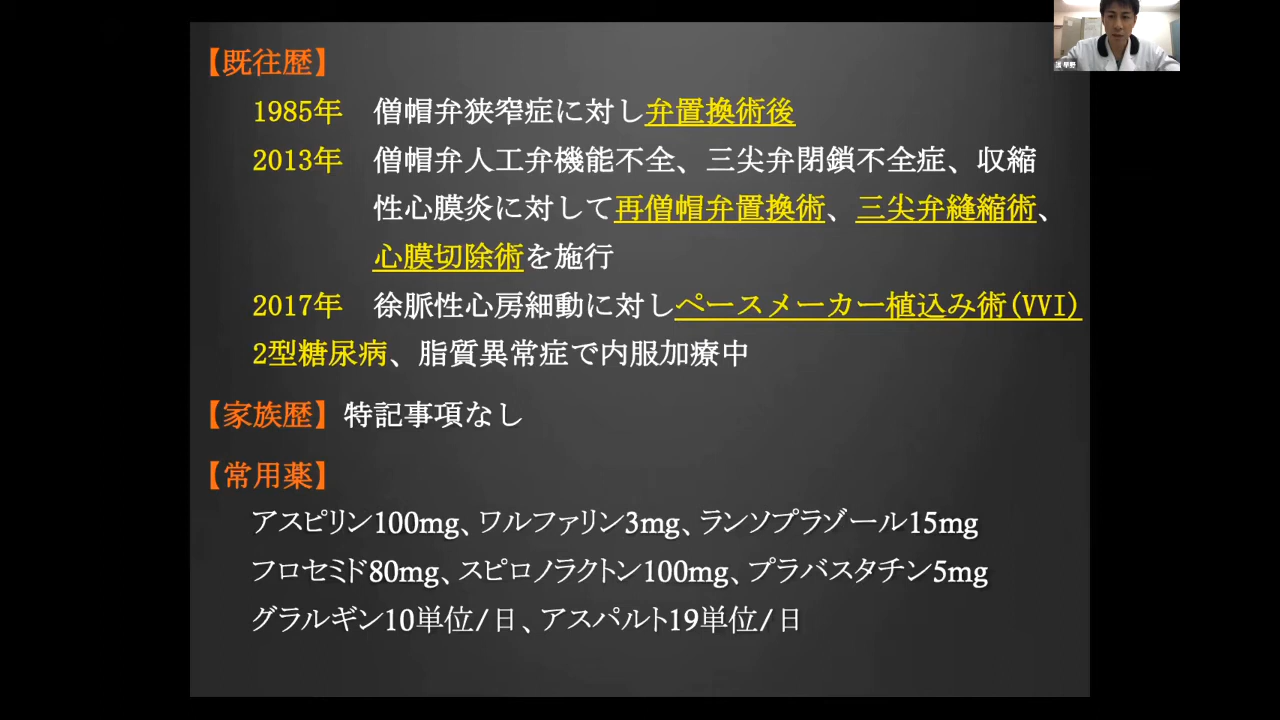 【既往歴】
1985年 僧帽弁狭窄症に対し弁置換術後
2013年 僧帽弁人工弁機能不全、三尖弁閉鎖不全症、収縮
性心膜炎に対して再僧帽弁置換術、三尖弁縫縮術、
心膜切除術を施行
2017年 徐脈性心房細動に対しペースメーカー植込み術(VVI)
2型糖尿病、脂質異常症で内服加療中
【家族歴】特記事項なし
【常用薬】
アスピリン100mg、ワルファリン3mg、ランソプラゾール15mg
フロセミド80mg、スピロノラクトン100mg、プラバスタチン5mg
グラルギン10単位/日、アスパルト19単位/日